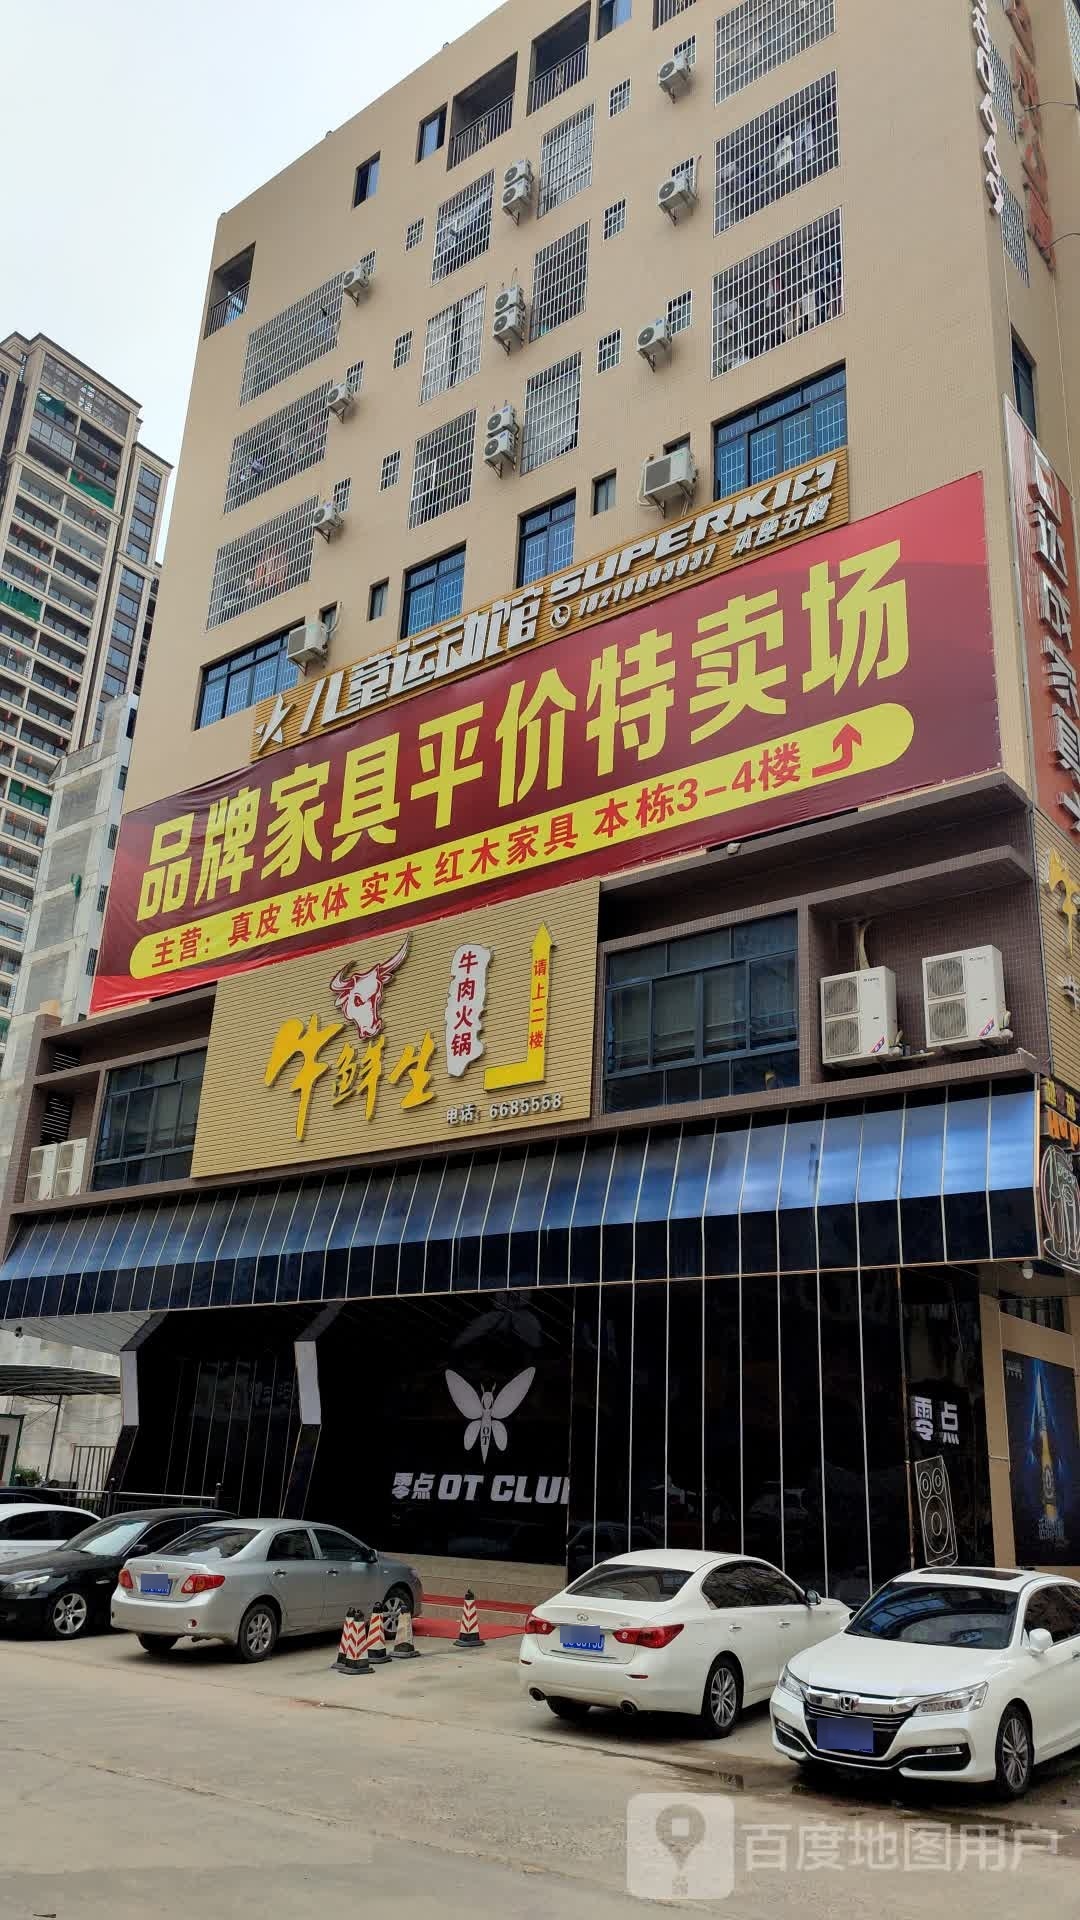 儿童运动馆 SUPERKID
18218693937 本座五楼
品牌家具平价特卖场
主营：真皮 软体 实木 红木家具 本栋3-4楼
牛鲜生
牛肉火锅
请上二楼
电话：6685558
OT
零点 OT CLUB
零点
百度地图用户